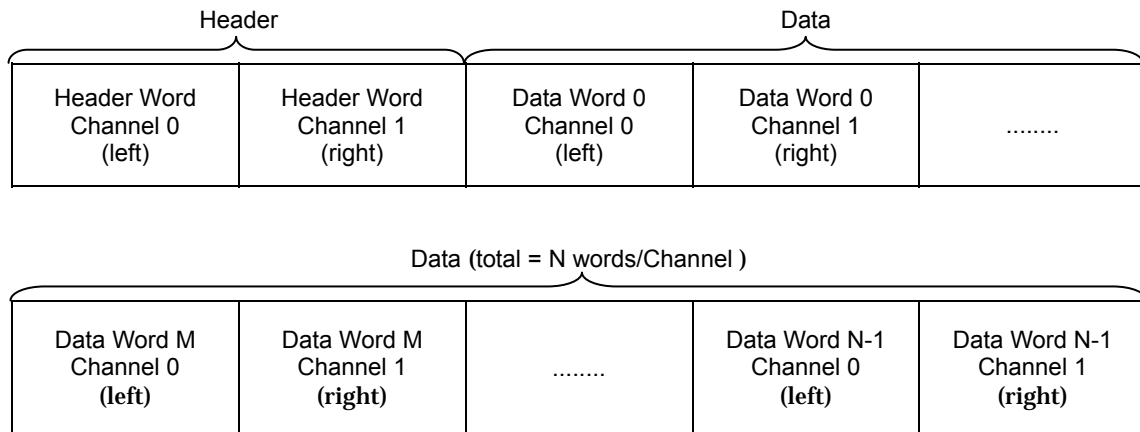 Header
Data
Header Word
Channel 0
(left)
Header Word
Channel 1
(right)
Data Word 0
Channel 0
(left)
Data Word 0
Channel 1
(right)
........
Data (total = N words/Channel )
Data Word M
Channel 0
(left)
Data Word M
Channel 1
(right)
........
Data Word N-1
Channel 0
(left)
Data Word N-1
Channel 1
(right)